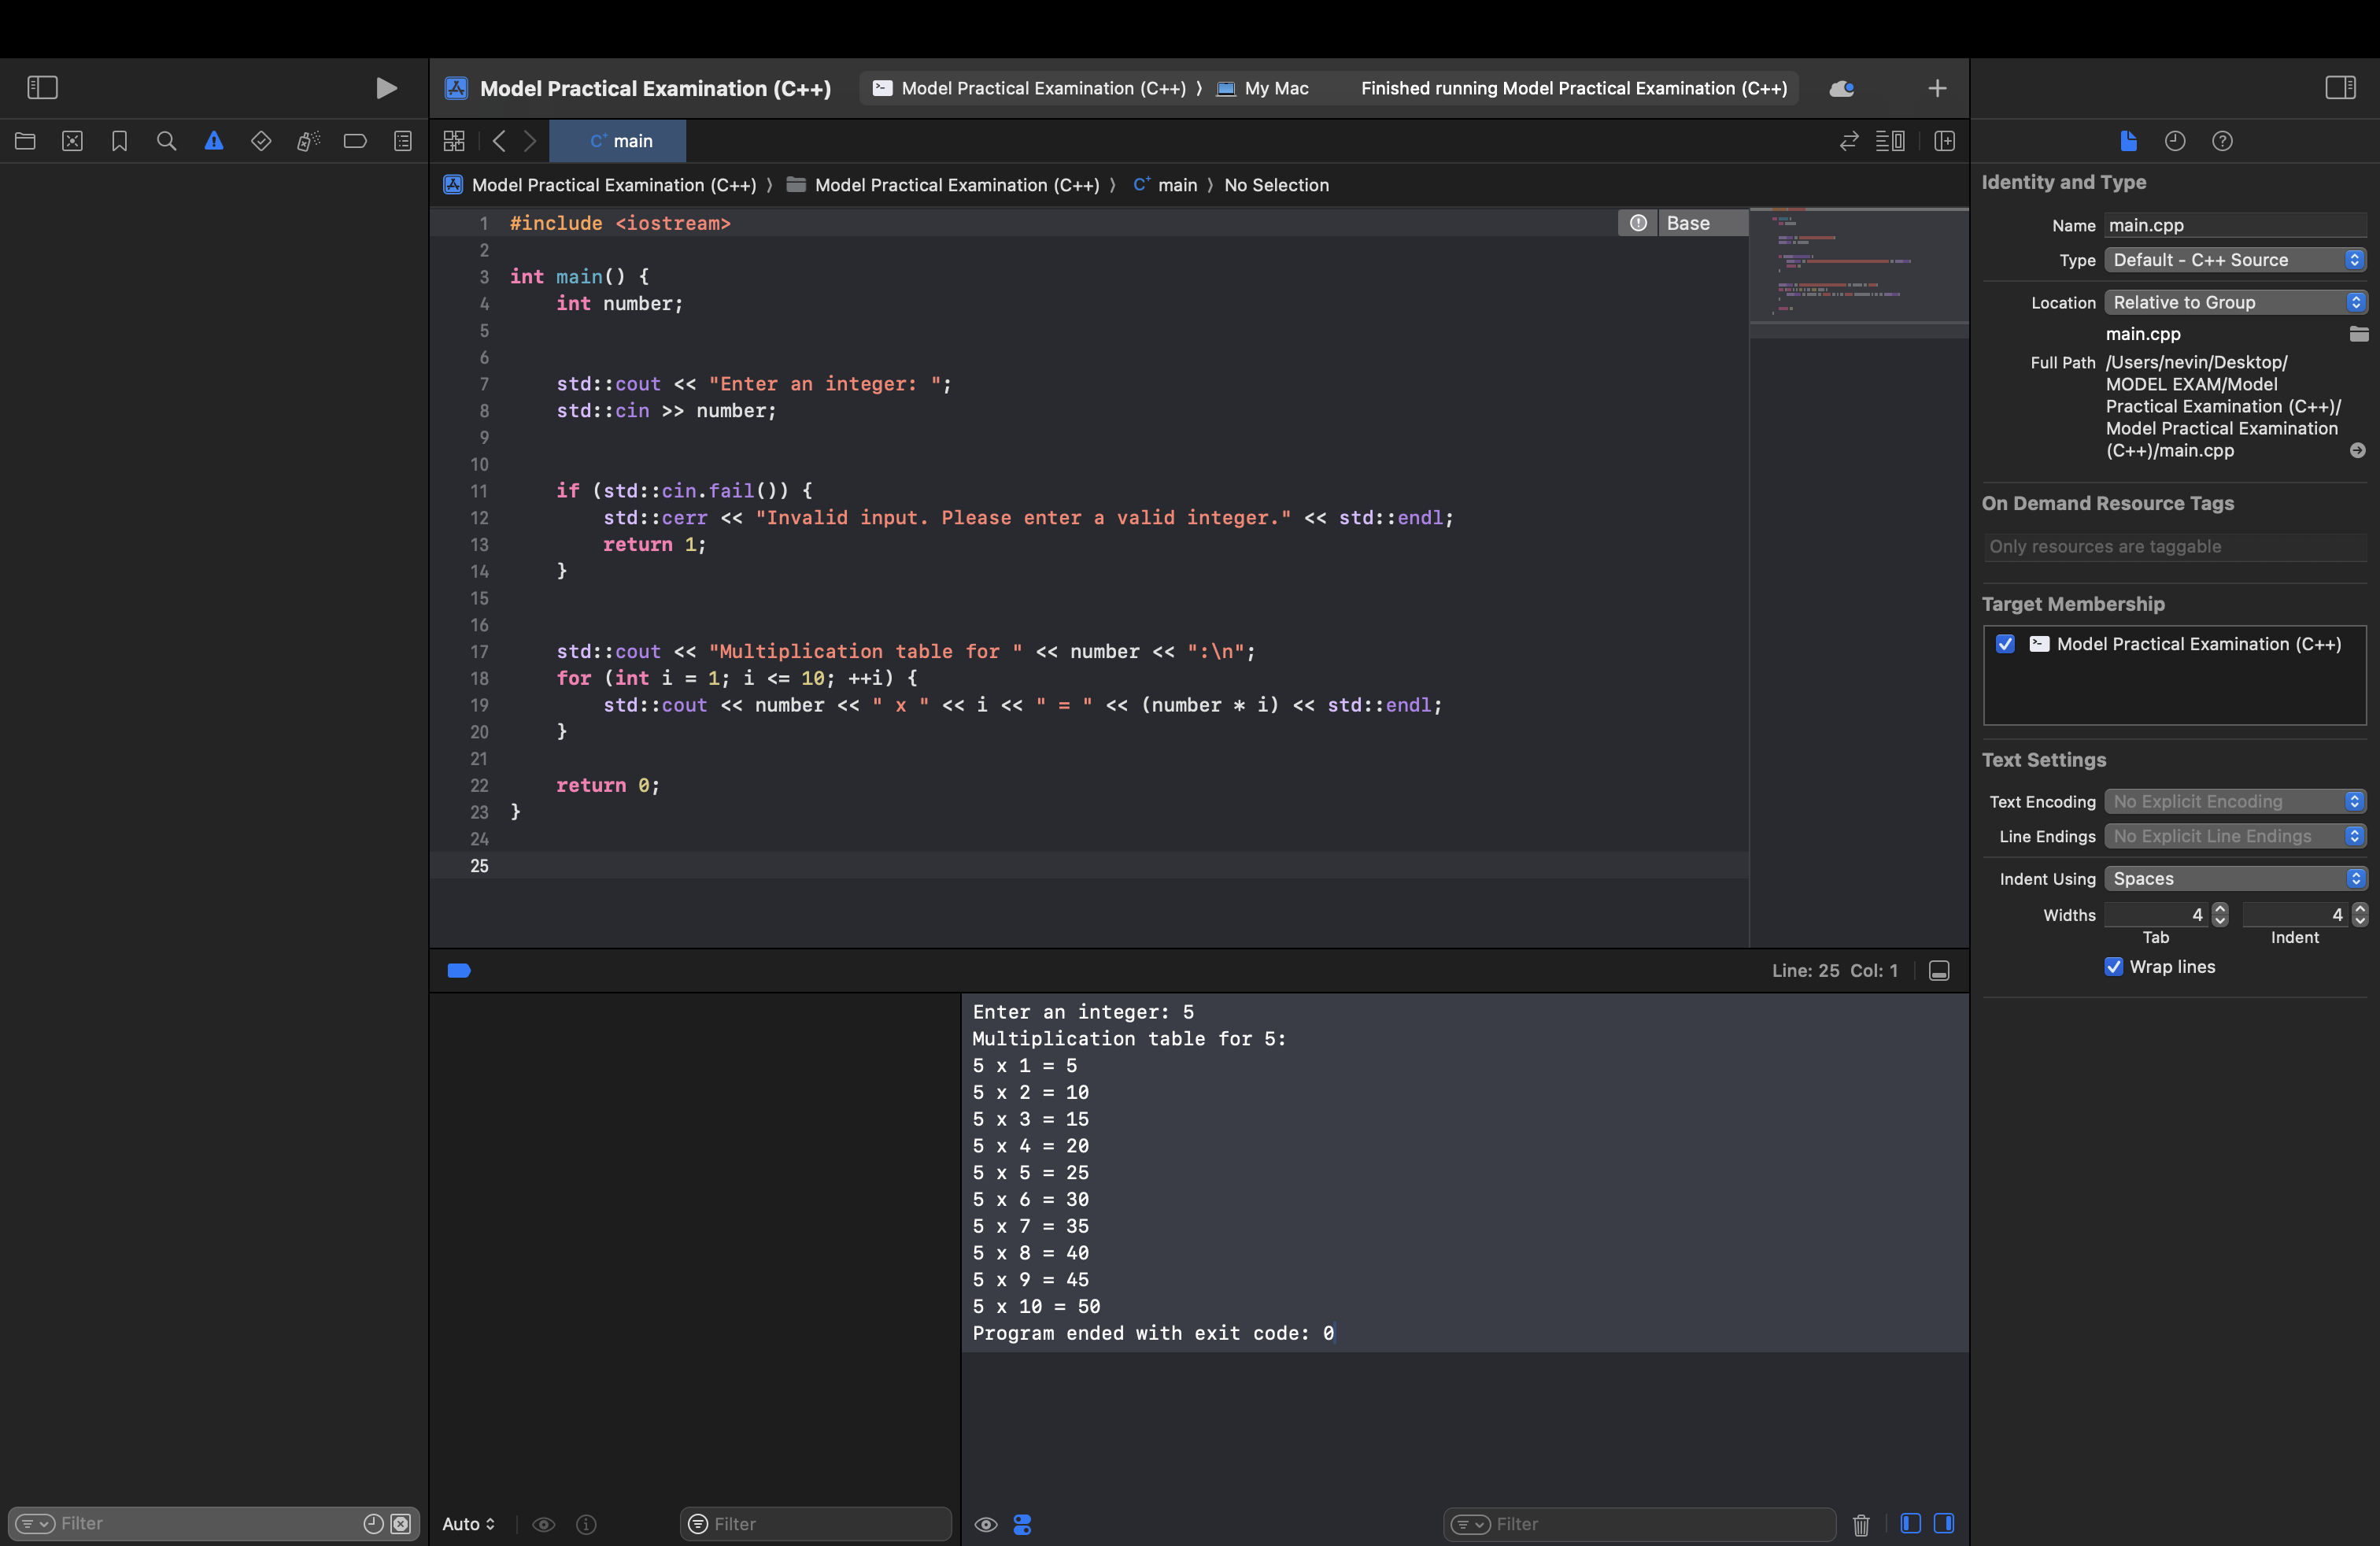 Model Practical Examination (C++)
Model Practical Examination (C++) ⟩ My Mac
Finished running Model Practical Examination (C++)
C+ main
Model Practical Examination (C++) ⟩ Model Practical Examination (C++) ⟩ C+ main ⟩ No Selection
1 #include <iostream>
Base
2
3 int main() {
4     int number;
5
6
7     std::cout << "Enter an integer: ";
8     std::cin >> number;
9
10
11     if (std::cin.fail()) {
12         std::cerr << "Invalid input. Please enter a valid integer." << std::endl;
13         return 1;
14     }
15
16
17     std::cout << "Multiplication table for " << number << ":\n";
18     for (int i = 1; i <= 10; ++i) {
19         std::cout << number << " x " << i << " = " << (number * i) << std::endl;
20     }
21
22     return 0;
23 }
24
25
Line: 25 Col: 1
Enter an integer: 5
Multiplication table for 5:
5 x 1 = 5
5 x 2 = 10
5 x 3 = 15
5 x 4 = 20
5 x 5 = 25
5 x 6 = 30
5 x 7 = 35
5 x 8 = 40
5 x 9 = 45
5 x 10 = 50
Program ended with exit code: 0
Filter
Auto
Filter
Filter
Identity and Type
Name main.cpp
Type Default - C++ Source
Location Relative to Group
main.cpp
Full Path /Users/nevin/Desktop/
MODEL EXAM/Model
Practical Examination (C++)/
Model Practical Examination
(C++)/main.cpp
On Demand Resource Tags
Only resources are taggable
Target Membership
Model Practical Examination (C++)
Text Settings
Text Encoding No Explicit Encoding
Line Endings No Explicit Line Endings
Indent Using Spaces
Widths 4 4
Tab Indent
Wrap lines